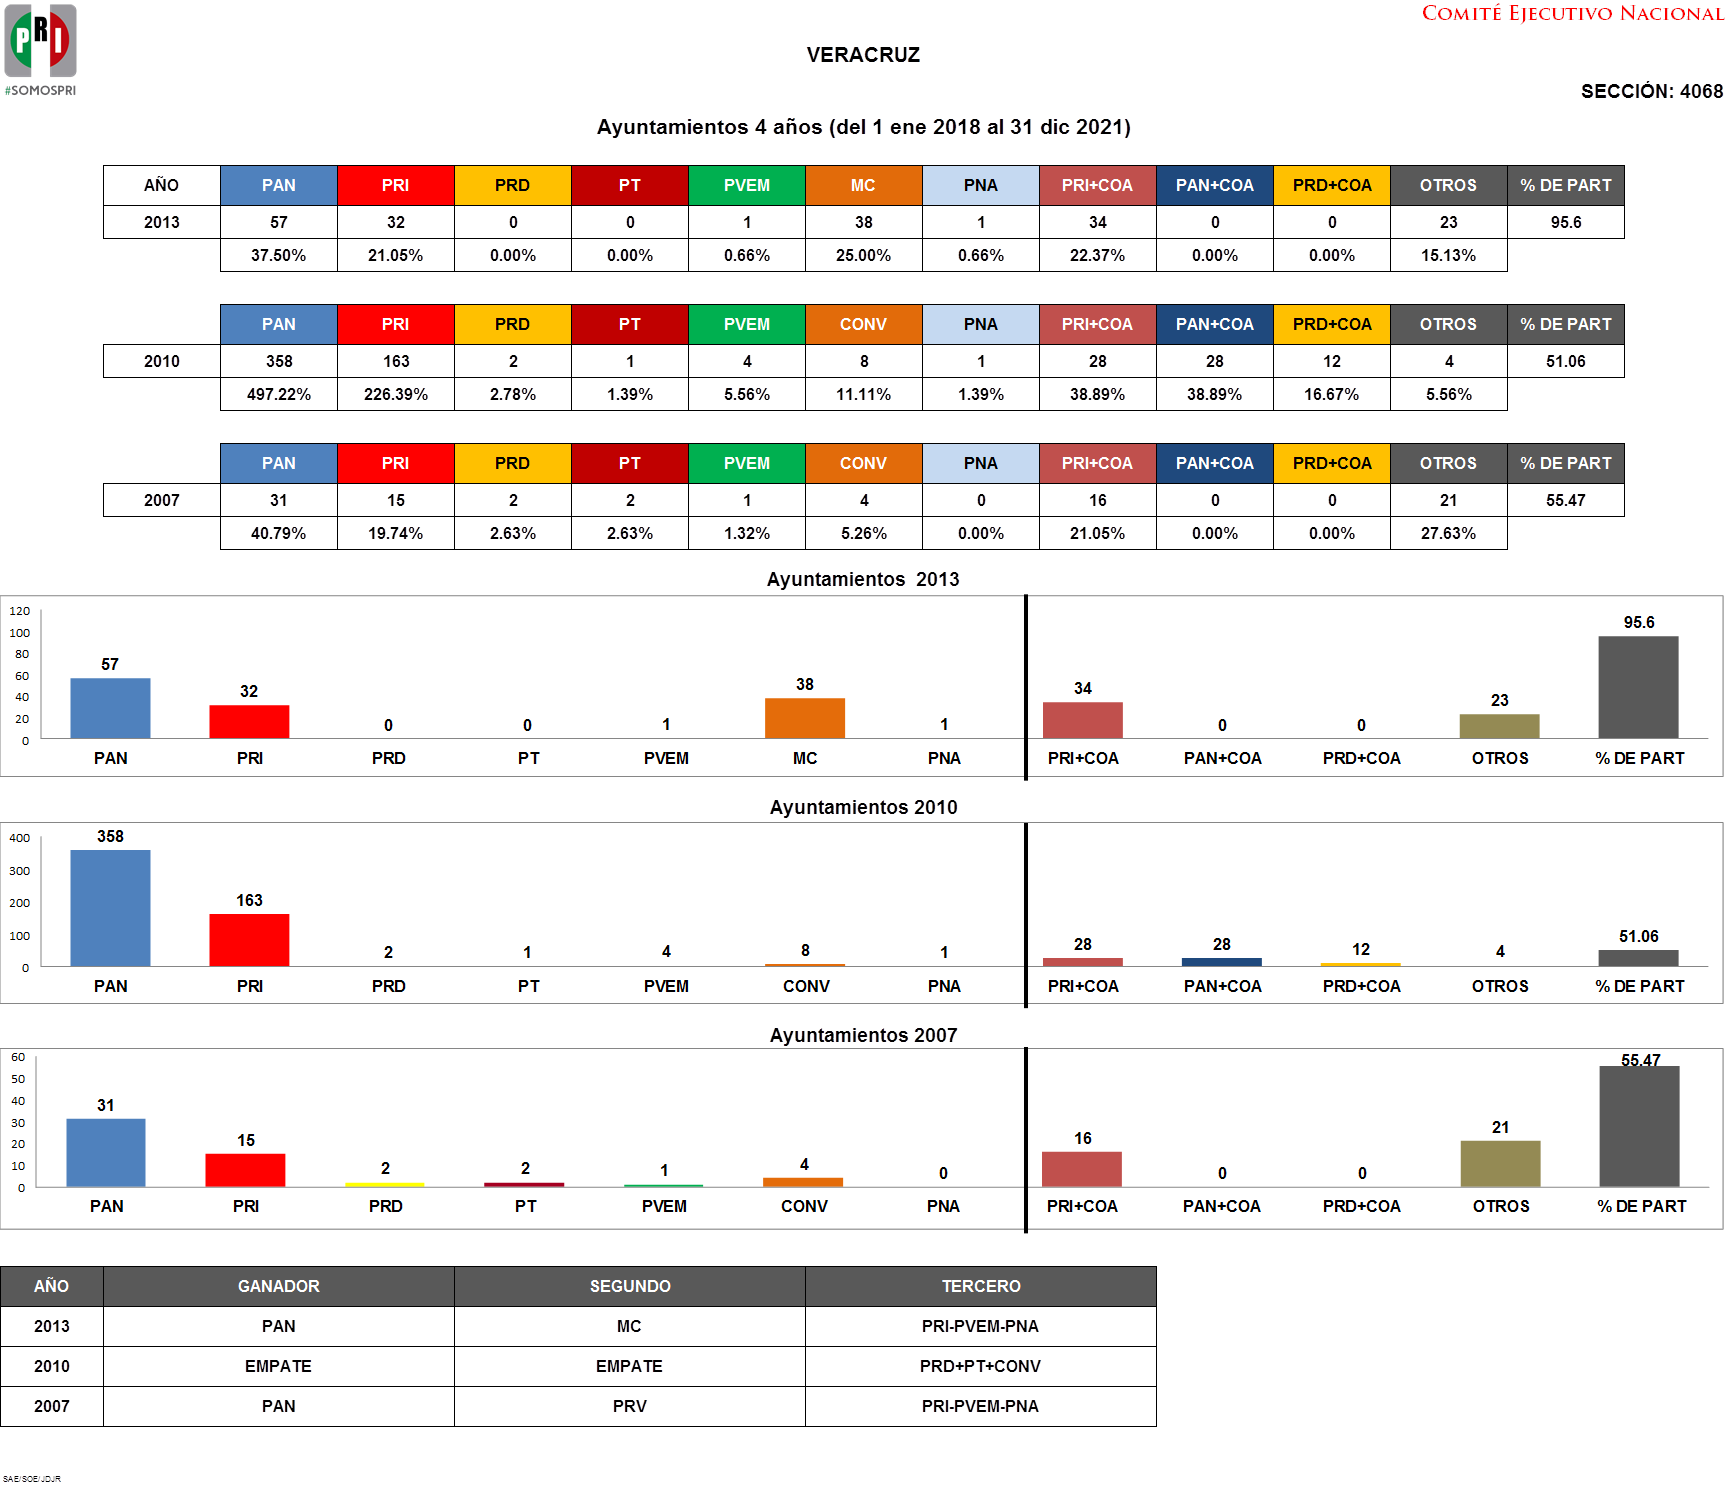 COMITÉ EJECUTIVO NACIONAL
PRI
#SOMOSPRI
VERACRUZ
SECCIÓN: 4068
Ayuntamientos 4 años (del 1 ene 2018 al 31 dic 2021)
AÑO PAN PRI PRD PT PVEM MC PNA PRI+COA PAN+COA PRD+COA OTROS % DE PART
2013 57 32 0 0 1 38 1 34 0 0 23 95.6
37.50% 21.05% 0.00% 0.00% 0.66% 25.00% 0.66% 22.37% 0.00% 0.00% 15.13%
PAN PRI PRD PT PVEM CONV PNA PRI+COA PAN+COA PRD+COA OTROS % DE PART
2010 358 163 2 1 4 8 1 28 28 12 4 51.06
497.22% 226.39% 2.78% 1.39% 5.56% 11.11% 1.39% 38.89% 38.89% 16.67% 5.56%
PAN PRI PRD PT PVEM CONV PNA PRI+COA PAN+COA PRD+COA OTROS % DE PART
2007 31 15 2 2 1 4 0 16 0 0 21 55.47
40.79% 19.74% 2.63% 2.63% 1.32% 5.26% 0.00% 21.05% 0.00% 0.00% 27.63%
Ayuntamientos 2013
120
100
80
60
40
20
0
57 32 0 0 1 38 1 34 0 0 23 95.6
PAN PRI PRD PT PVEM MC PNA PRI+COA PAN+COA PRD+COA OTROS % DE PART
Ayuntamientos 2010
400
300
200
100
0
358 163 2 1 4 8 1 28 28 12 4 51.06
PAN PRI PRD PT PVEM CONV PNA PRI+COA PAN+COA PRD+COA OTROS % DE PART
Ayuntamientos 2007
60
50
40
30
20
10
0
31 15 2 2 1 4 0 16 0 0 21 55.47
PAN PRI PRD PT PVEM CONV PNA PRI+COA PAN+COA PRD+COA OTROS % DE PART
AÑO GANADOR SEGUNDO TERCERO
2013 PAN MC PRI-PVEM-PNA
2010 EMPATE EMPATE PRD+PT+CONV
2007 PAN PRV PRI-PVEM-PNA
SAE/SOE/JDJR